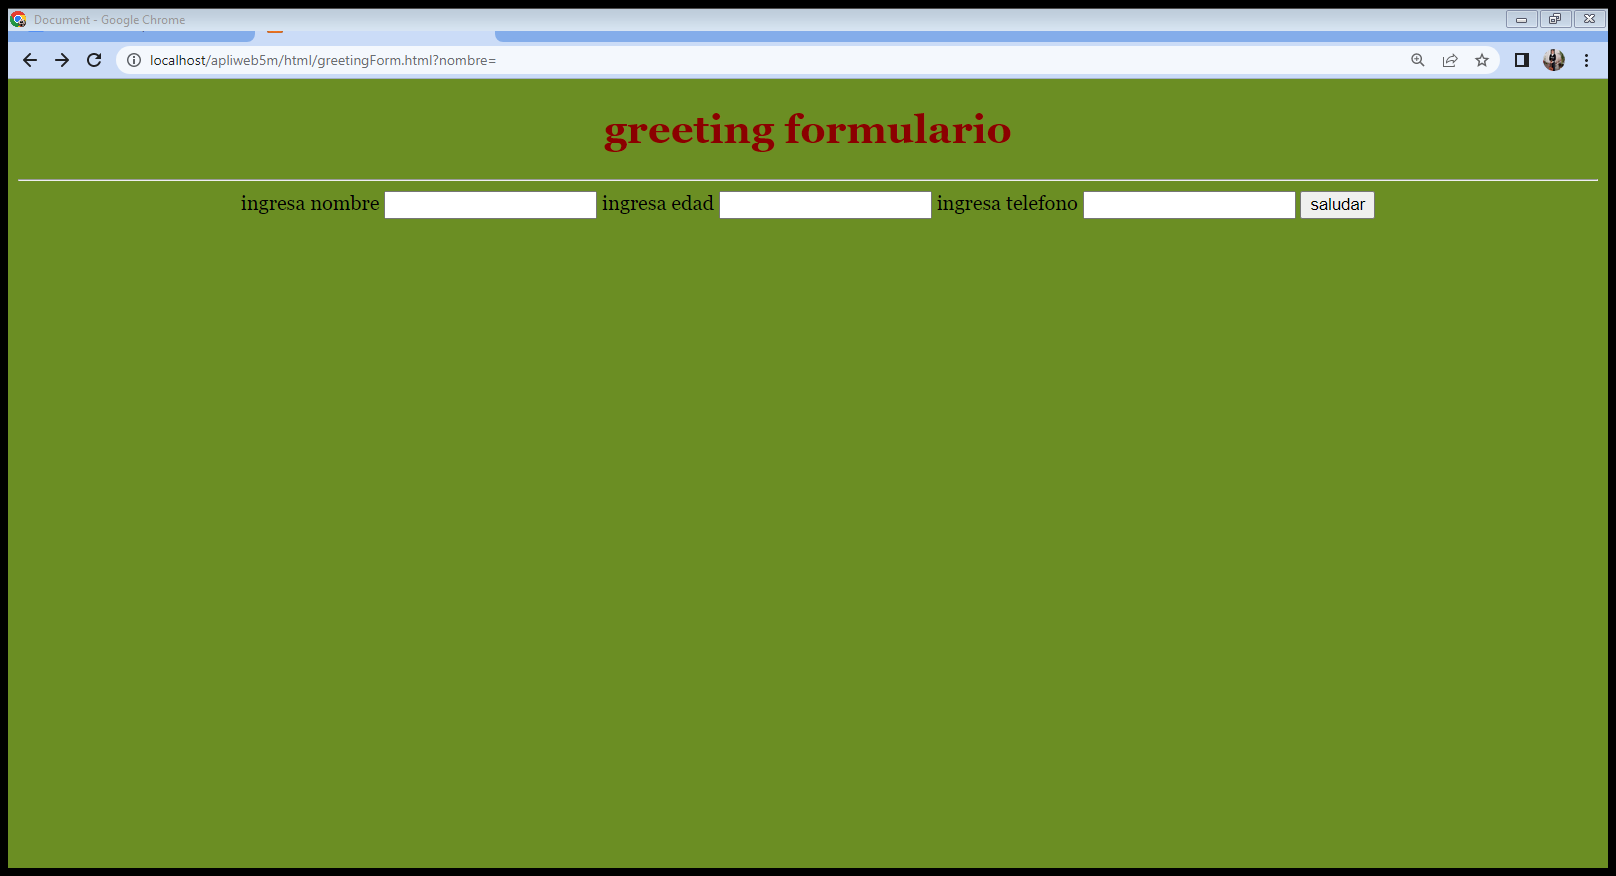 Document - Google Chrome
localhost/apliweb5m/html/greetingForm.html?nombre=
greeting formulario
ingresa nombre ingresa edad ingresa telefono saludar